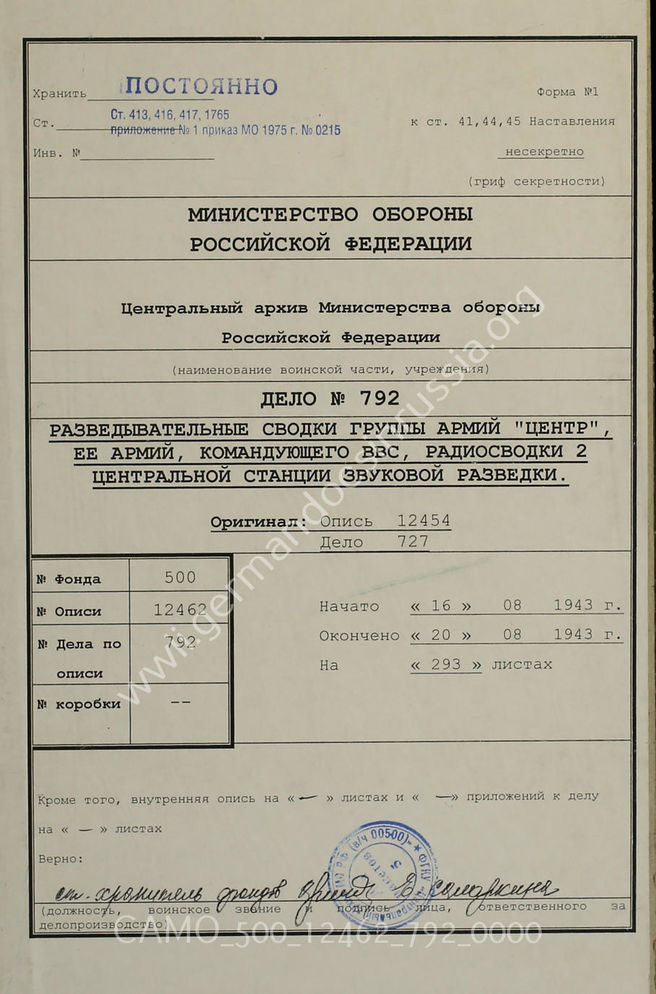 Хранить ПОСТОЯННО
Форма №1
Ст. 413, 416, 417, 1765
Ст. приложение № 1 приказ МО 1975 г. № 0215
к ст. 41,44,45 Наставления
Инв. №
несекретно
(гриф секретности)
МИНИСТЕРСТВО ОБОРОНЫ
РОССИЙСКОЙ ФЕДЕРАЦИИ
Центральный архив Министерства обороны
Российской Федерации
(наименование воинской части, учреждения)
ДЕЛО № 792
РАЗВЕДЫВАТЕЛЬНЫЕ СВОДКИ ГРУППЫ АРМИЙ "ЦЕНТР",
ЕЕ АРМИЙ, КОМАНДУЮЩЕГО ВВС, РАДИОСВОДКИ 2
ЦЕНТРАЛЬНОЙ СТАНЦИИ ЗВУКОВОЙ РАЗВЕДКИ.
Оригинал: Опись 12454
Дело 727
№ Фонда 500
№ Описи 12462
№ Дела по описи 792
№ коробки --
Начато « 16 » 08 1943 г.
Окончено « 20 » 08 1943 г.
На « 293 » листах
Кроме того, внутренняя опись на « — » листах и « —» приложений к делу
на « — » листах
Верно:
(в/ч 00500)
ст. хранитель фондов
(должность, воинское звание и подпись лица, ответственного за
делопроизводство)
CAMO_500_12462_792_0000
www.germandocsinrussia.org